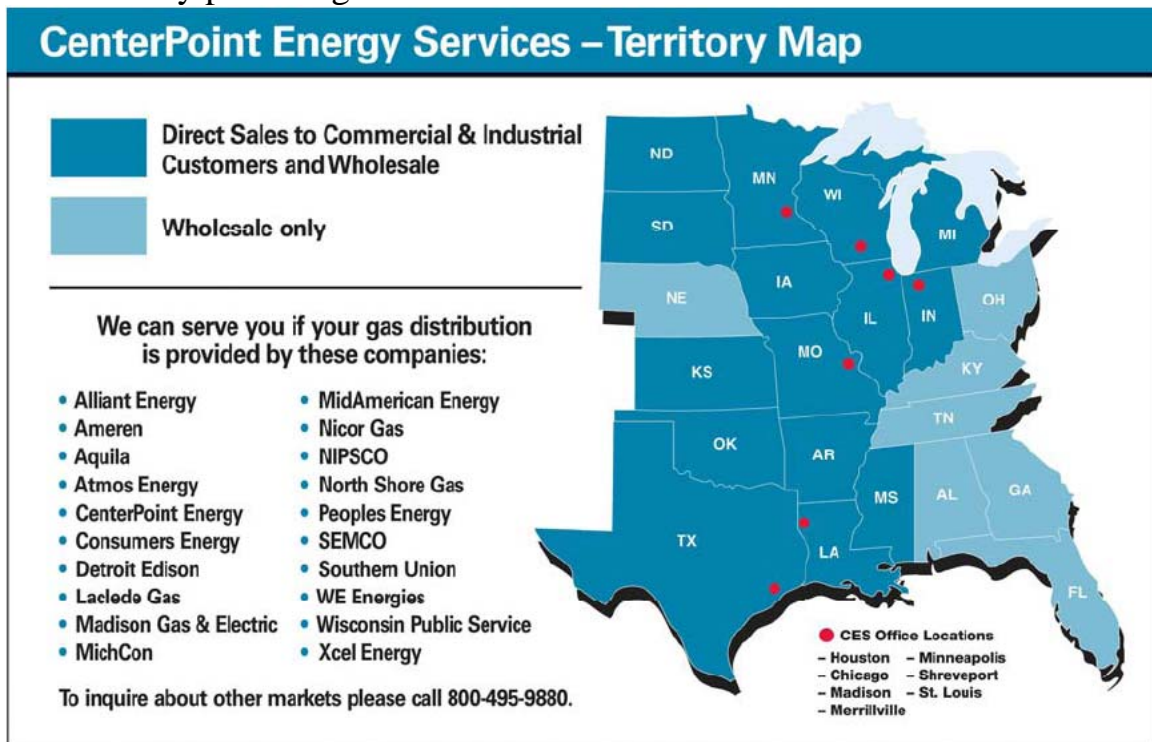 CenterPoint Energy Services – Territory Map
Direct Sales to Commercial & Industrial
Customers and Wholesale
Wholesale only
We can serve you if your gas distribution
is provided by these companies:
• Alliant Energy
• Ameren
• Aquila
• Atmos Energy
• CenterPoint Energy
• Consumers Energy
• Detroit Edison
• Laclede Gas
• Madison Gas & Electric
• MichCon
• MidAmerican Energy
• Nicor Gas
• NIPSCO
• North Shore Gas
• Peoples Energy
• SEMCO
• Southern Union
• WE Energies
• Wisconsin Public Service
• Xcel Energy
To inquire about other markets please call 800-495-9880.
ND
MN
WI
SD
MI
IA
NE
OH
IL
IN
MO
KS
KY
TN
OK
AR
MS
AL
GA
TX
LA
FL
CES Office Locations
– Houston – Minneapolis
– Chicago – Shreveport
– Madison – St. Louis
– Merrillville